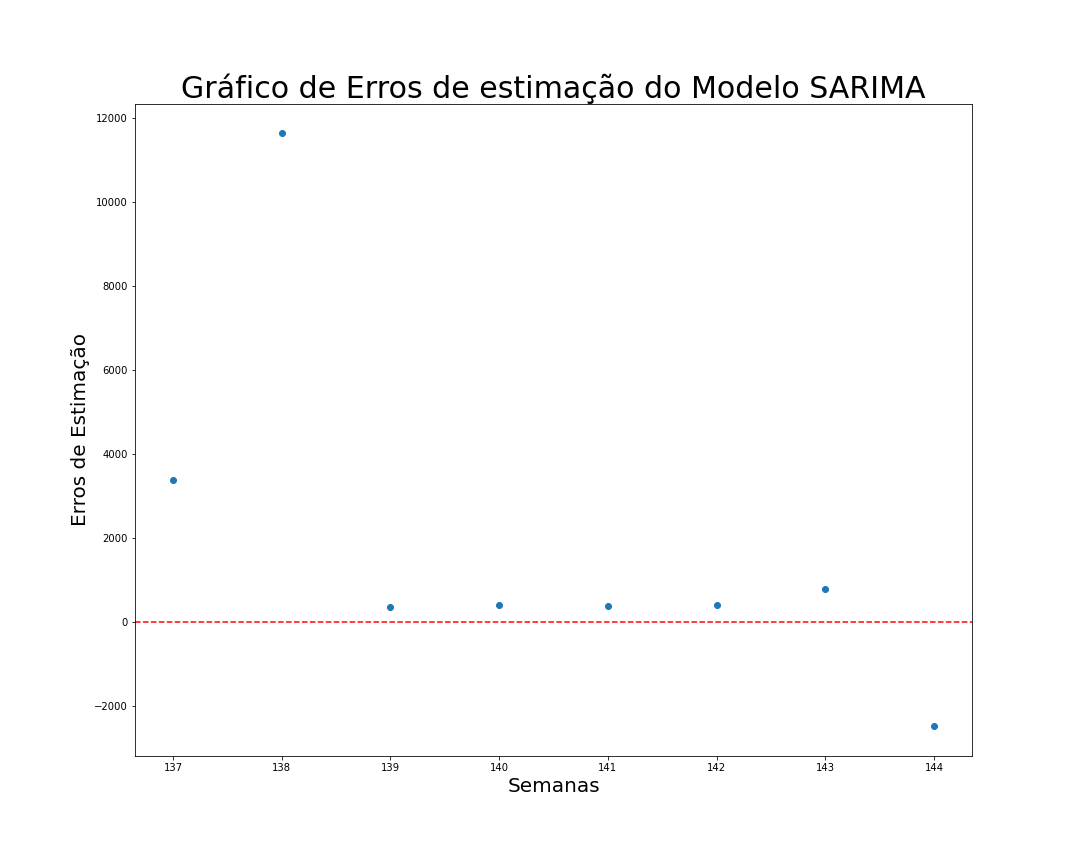 Gráfico de Erros de estimação do Modelo SARIMA
12000
10000
8000
6000
4000
2000
0
−2000
Erros de Estimação
137 138 139 140 141 142 143 144
Semanas